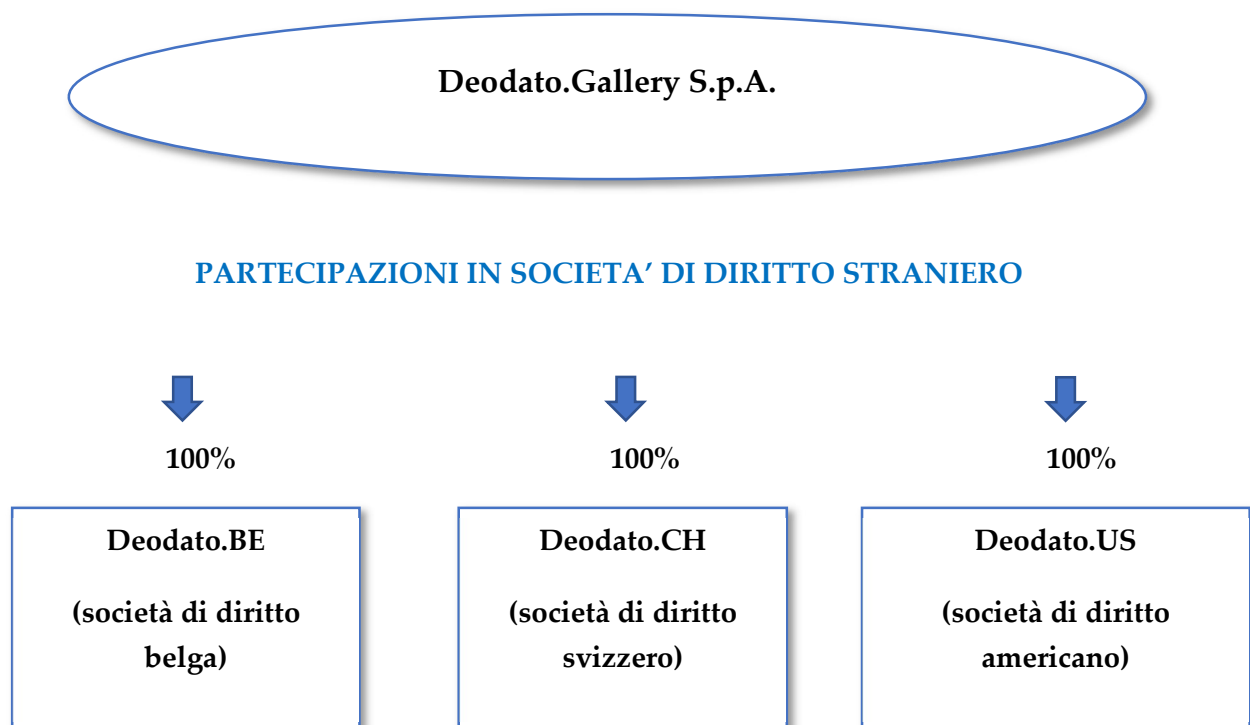 Deodato.Gallery S.p.A.
PARTECIPAZIONI IN SOCIETA’ DI DIRITTO STRANIERO
100%
100%
100%
Deodato.BE
(società di diritto
belga)
Deodato.CH
(società di diritto
svizzero)
Deodato.US
(società di diritto
americano)